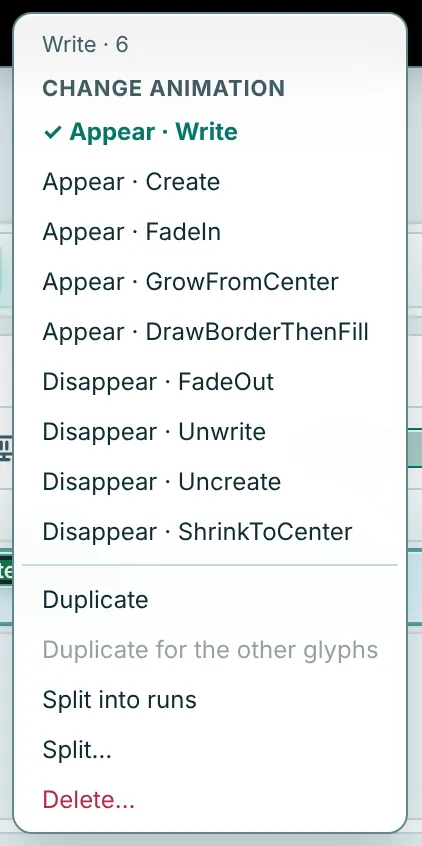 Write · 6
CHANGE ANIMATION
✓ Appear · Write
Appear · Create
Appear · FadeIn
Appear · GrowFromCenter
Appear · DrawBorderThenFill
Disappear · FadeOut
Disappear · Unwrite
Disappear · Uncreate
Disappear · ShrinkToCenter
Duplicate
Duplicate for the other glyphs
Split into runs
Split...
Delete...